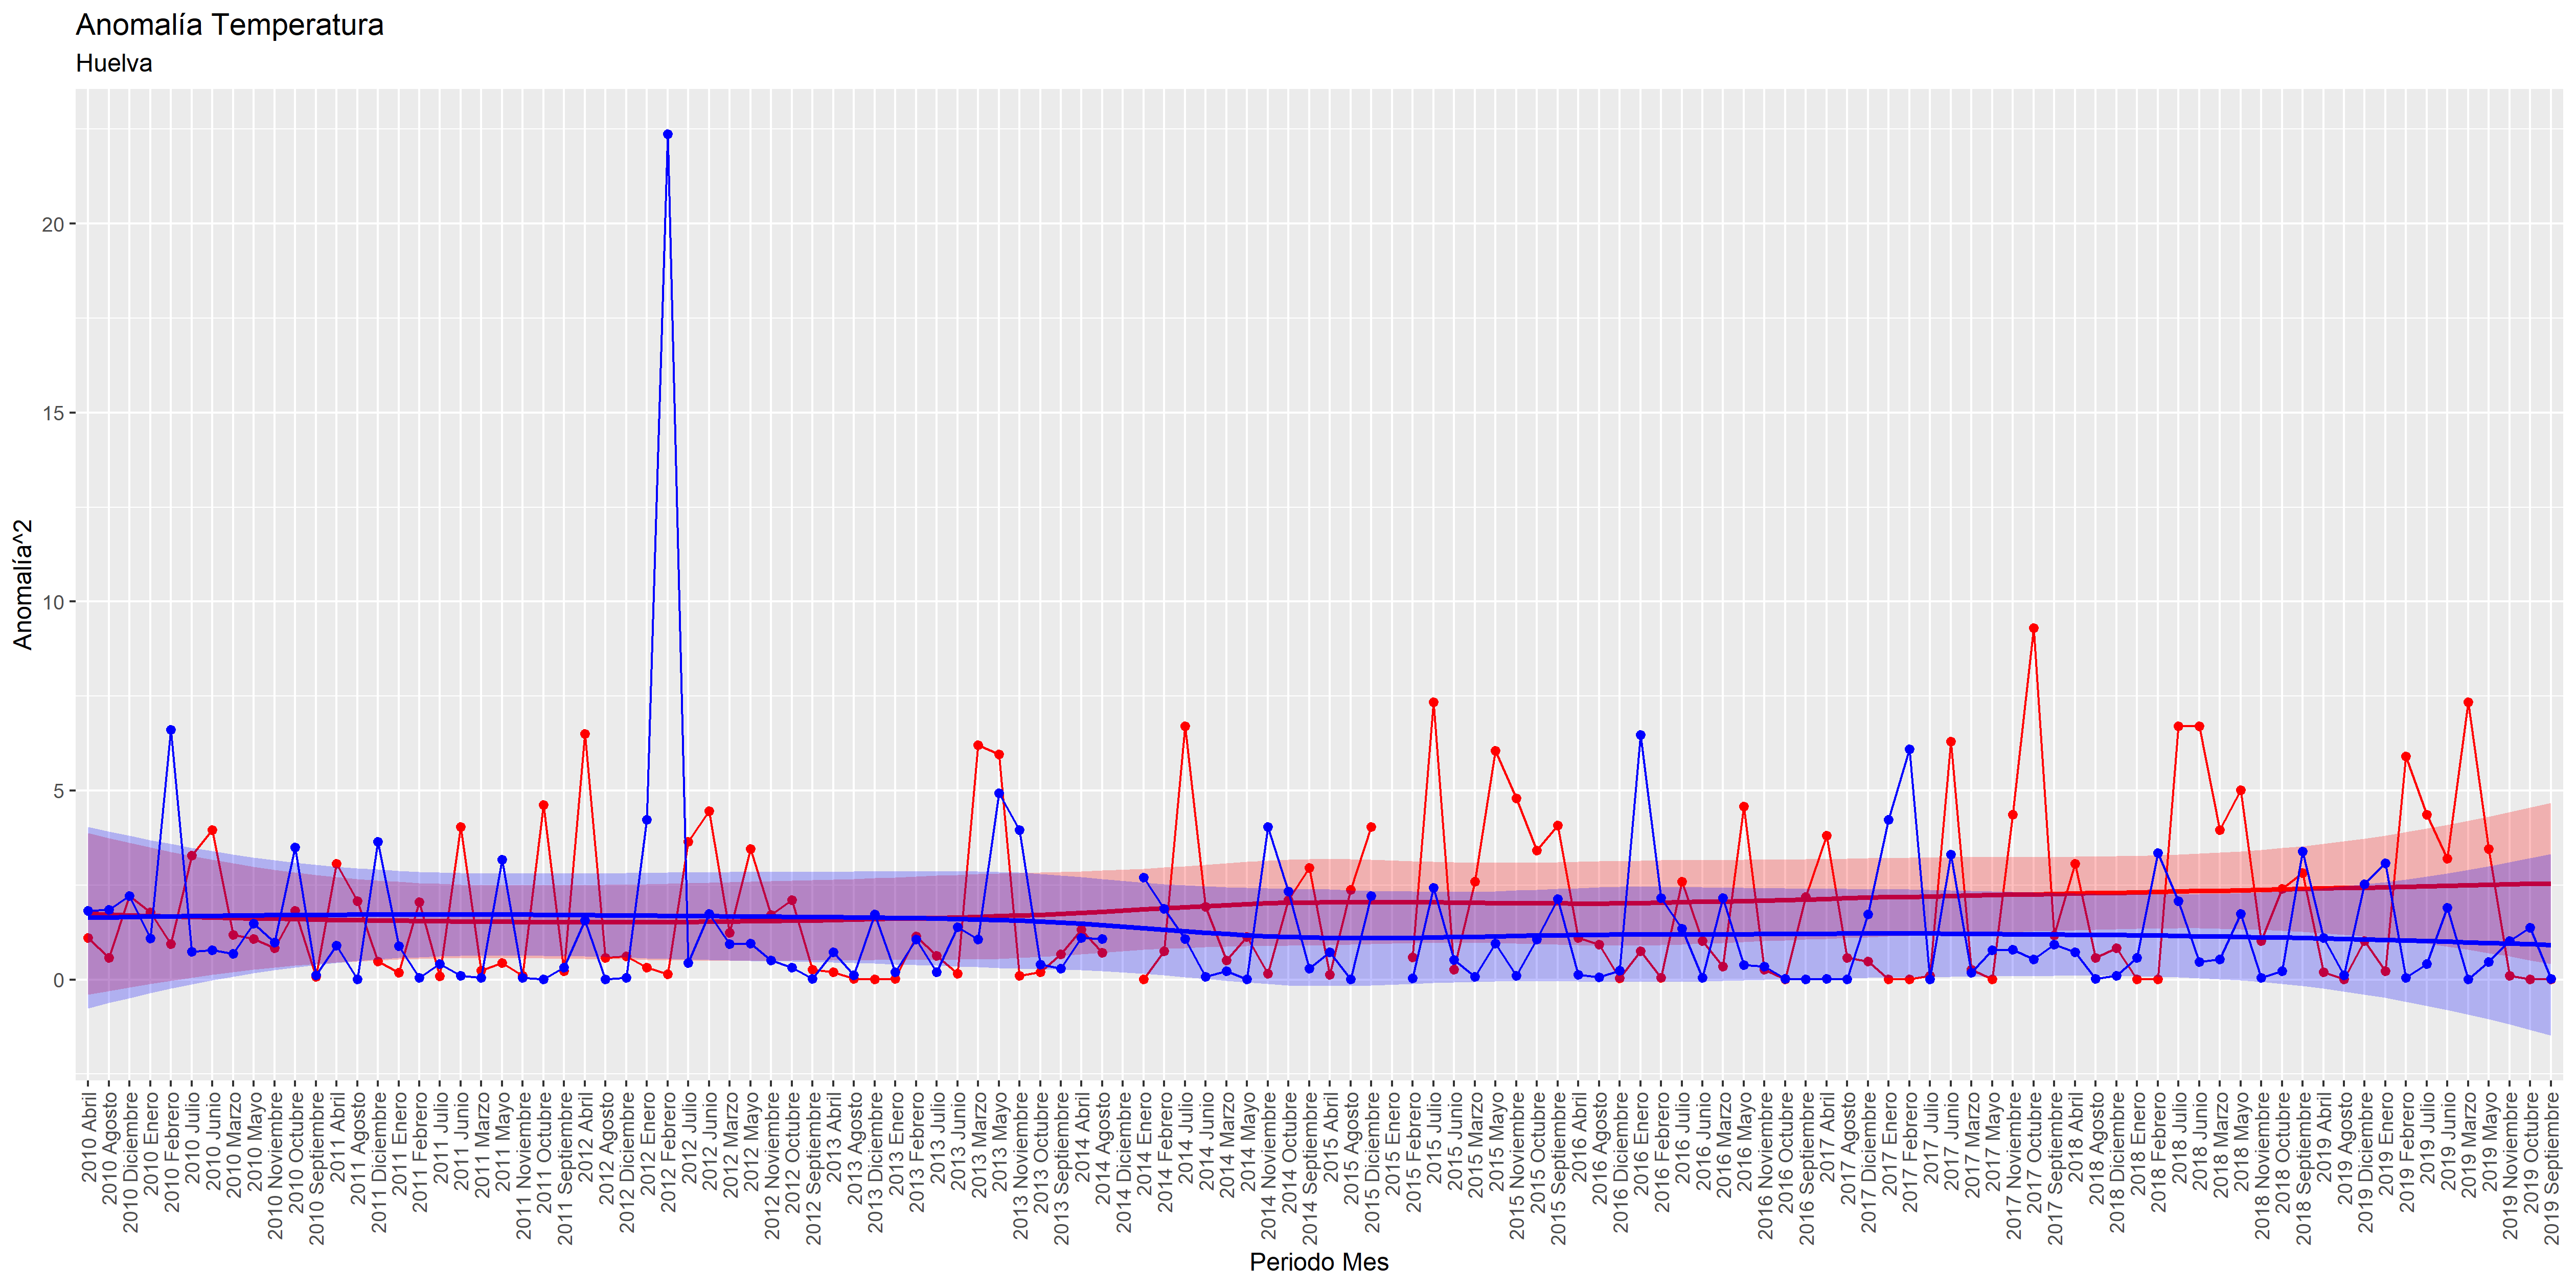 Anomalía Temperatura
Huelva
Anomalía^2
20
15
10
5
0
2010 Abril
2010 Agosto
2010 Diciembre
2010 Enero
2010 Febrero
2010 Julio
2010 Junio
2010 Marzo
2010 Mayo
2010 Noviembre
2010 Octubre
2010 Septiembre
2011 Abril
2011 Agosto
2011 Diciembre
2011 Enero
2011 Febrero
2011 Julio
2011 Junio
2011 Marzo
2011 Mayo
2011 Noviembre
2011 Octubre
2011 Septiembre
2012 Abril
2012 Agosto
2012 Diciembre
2012 Enero
2012 Febrero
2012 Julio
2012 Junio
2012 Marzo
2012 Mayo
2012 Noviembre
2012 Octubre
2012 Septiembre
2013 Abril
2013 Agosto
2013 Diciembre
2013 Enero
2013 Febrero
2013 Julio
2013 Junio
2013 Marzo
2013 Mayo
2013 Noviembre
2013 Octubre
2013 Septiembre
2014 Abril
2014 Agosto
2014 Diciembre
2014 Enero
2014 Febrero
2014 Julio
2014 Junio
2014 Marzo
2014 Mayo
2014 Noviembre
2014 Octubre
2014 Septiembre
2015 Abril
2015 Agosto
2015 Diciembre
2015 Enero
2015 Febrero
2015 Julio
2015 Junio
2015 Marzo
2015 Mayo
2015 Noviembre
2015 Octubre
2015 Septiembre
2016 Abril
2016 Agosto
2016 Diciembre
2016 Enero
2016 Febrero
2016 Julio
2016 Junio
2016 Marzo
2016 Mayo
2016 Noviembre
2016 Octubre
2016 Septiembre
2017 Abril
2017 Agosto
2017 Diciembre
2017 Enero
2017 Febrero
2017 Julio
2017 Junio
2017 Marzo
2017 Mayo
2017 Noviembre
2017 Octubre
2017 Septiembre
2018 Abril
2018 Agosto
2018 Diciembre
2018 Enero
2018 Febrero
2018 Julio
2018 Junio
2018 Marzo
2018 Mayo
2018 Noviembre
2018 Octubre
2018 Septiembre
2019 Abril
2019 Agosto
2019 Diciembre
2019 Enero
2019 Febrero
2019 Julio
2019 Junio
2019 Marzo
2019 Mayo
2019 Noviembre
2019 Octubre
2019 Septiembre
Periodo Mes